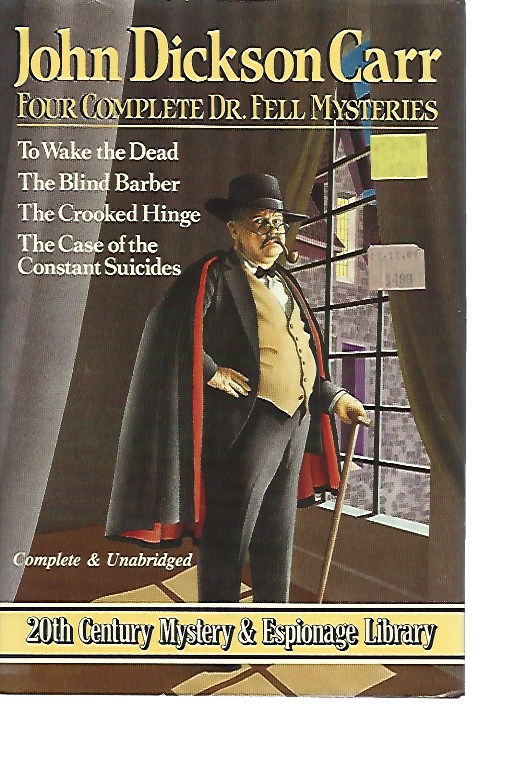 John Dickson Carr
FOUR COMPLETE DR. FELL MYSTERIES
To Wake the Dead
The Blind Barber
The Crooked Hinge
The Case of the
Constant Suicides
Complete & Unabridged
20th Century Mystery & Espionage Library